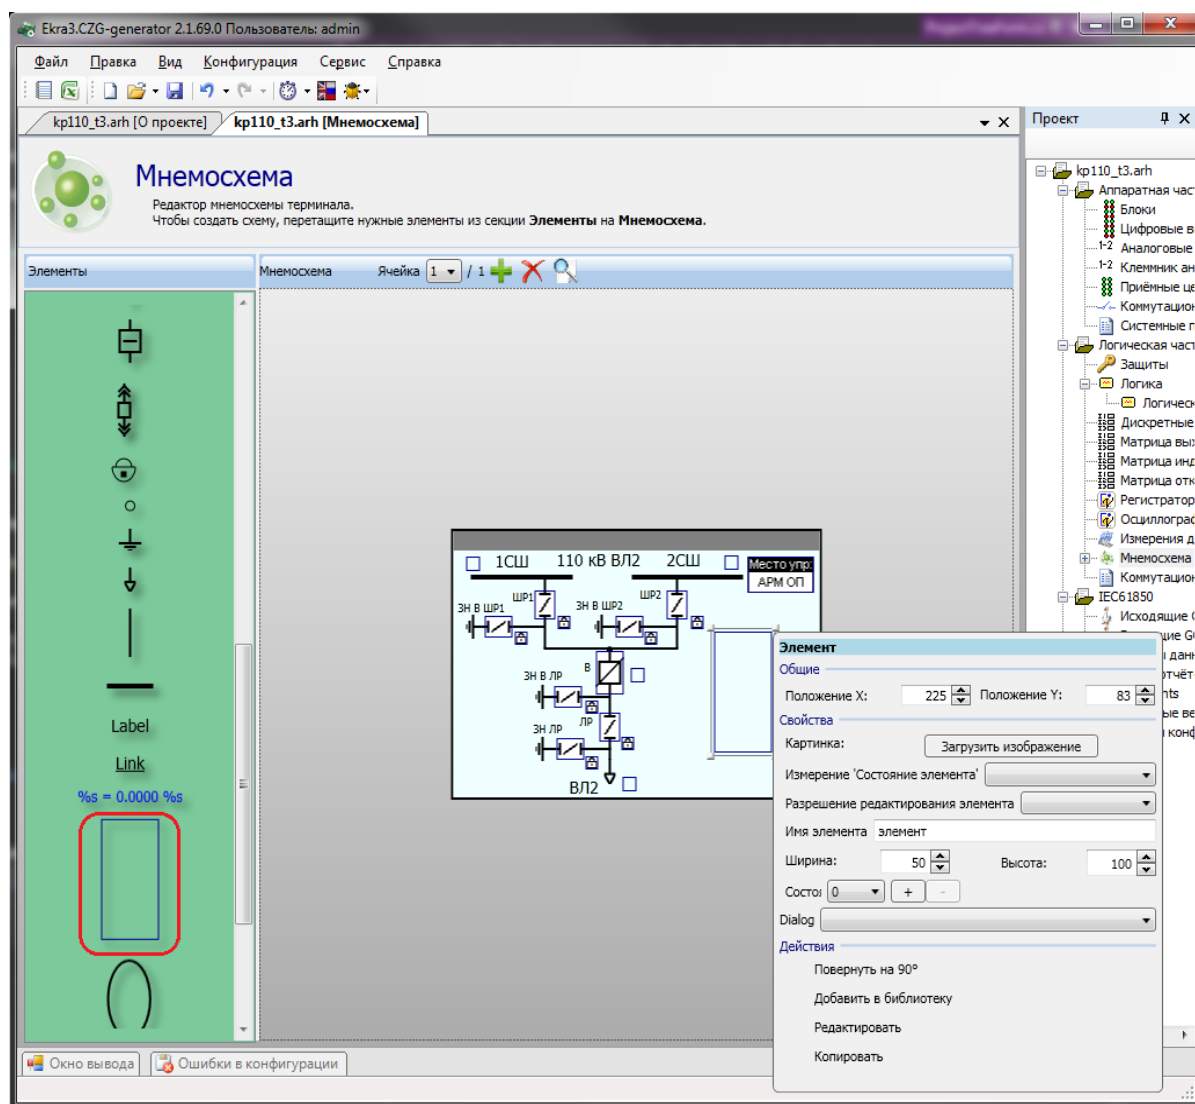 Ekra3.CZG-generator 2.1.69.0 Пользователь: admin
Файл Правка Вид Конфигурация Сервис Справка
kp110_t3.arh [О проекте] kp110_t3.arh [Мнемосхема]
Проект
Мнемосхема
Редактор мнемосхемы терминала.
Чтобы создать схему, перетащите нужные элементы из секции Элементы на Мнемосхема.
Элементы
Мнемосхема Ячейка 1 / 1
Label
Link
%s = 0.0000 %s
1СШ 110 кВ ВЛ2 2СШ
Место упр:
АРМ ОП
ШР1
ШР2
ЗН В ШР1
ЗН В ШР2
В
ЗН В ЛР
ЗН ЛР
ЛР
ВЛ2
Элемент
Общие
Положение X: 225 Положение Y: 83
Свойства
Картинка: Загрузить изображение
Измерение 'Состояние элемента'
Разрешение редактирования элемента
Имя элемента элемент
Ширина: 50 Высота: 100
Состоя 0 + -
Dialog
Действия
Повернуть на 90º
Добавить в библиотеку
Редактировать
Копировать
kp110_t3.arh
Аппаратная час
Блоки
Цифровые в
1-2 Аналоговые
1-2 Клеммник ан
Приёмные це
Коммутацион
Системные п
Логическая част
Защиты
Логика
Логическ
Дискретные
Матрица вых
Матрица инд
Матрица отк
Регистратор
Осциллограф
Измерения д
Мнемосхема
Коммутацион
IEC61850
Исходящие
Окно вывода Ошибки в конфигурации